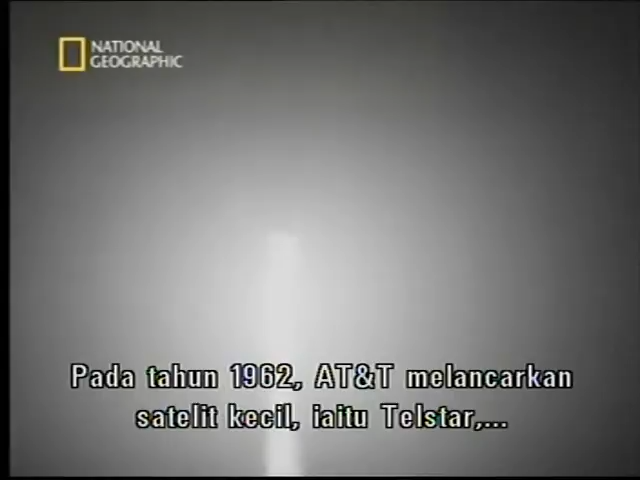 NATIONAL
GEOGRAPHIC
Pada tahun 1962, AT&T melancarkan
satelit kecil, iaitu Telstar,...